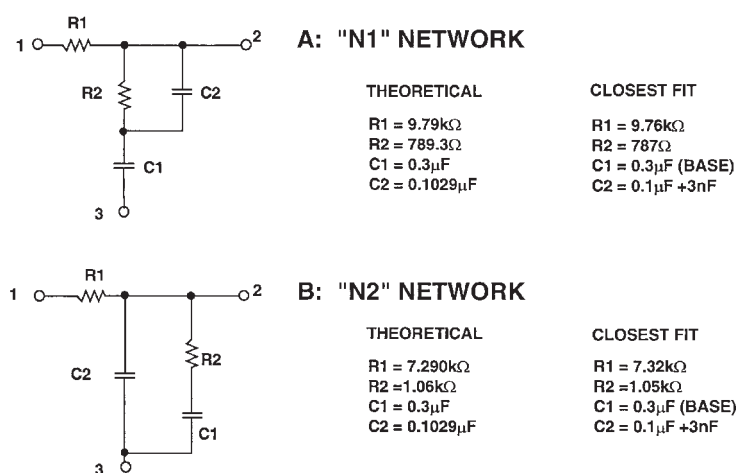 R1
1
2
R2
C2
C1
3
A: "N1" NETWORK
THEORETICAL
R1 = 9.79kΩ
R2 = 789.3Ω
C1 = 0.3µF
C2 = 0.1029µF
CLOSEST FIT
R1 = 9.76kΩ
R2 = 787Ω
C1 = 0.3µF (BASE)
C2 = 0.1µF +3nF
R1
1
2
C2
R2
C1
3
B: "N2" NETWORK
THEORETICAL
R1 = 7.290kΩ
R2 =1.06kΩ
C1 = 0.3µF
C2 = 0.1029µF
CLOSEST FIT
R1 = 7.32kΩ
R2 =1.05kΩ
C1 = 0.3µF (BASE)
C2 = 0.1µF +3nF